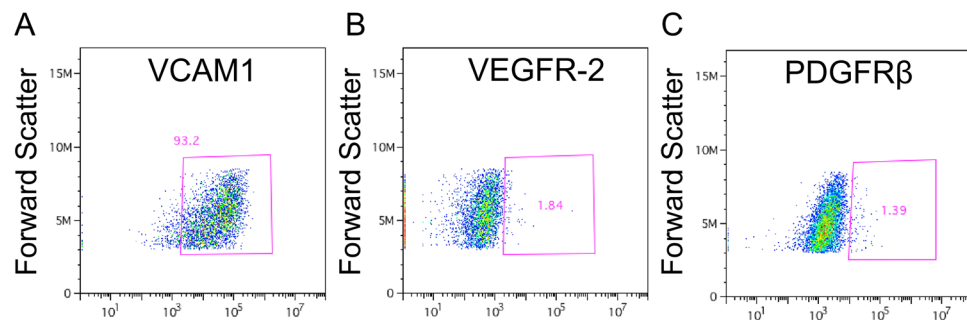 A
B
C
VCAM1
VEGFR-2
PDGFRβ
Forward Scatter
15M
10M
5M
0
93.2
10¹
10³
10⁵
10⁷
Forward Scatter
15M
10M
5M
0
1.84
10¹
10³
10⁵
10⁷
Forward Scatter
15M
10M
5M
0
1.39
10¹
10³
10⁵
10⁷